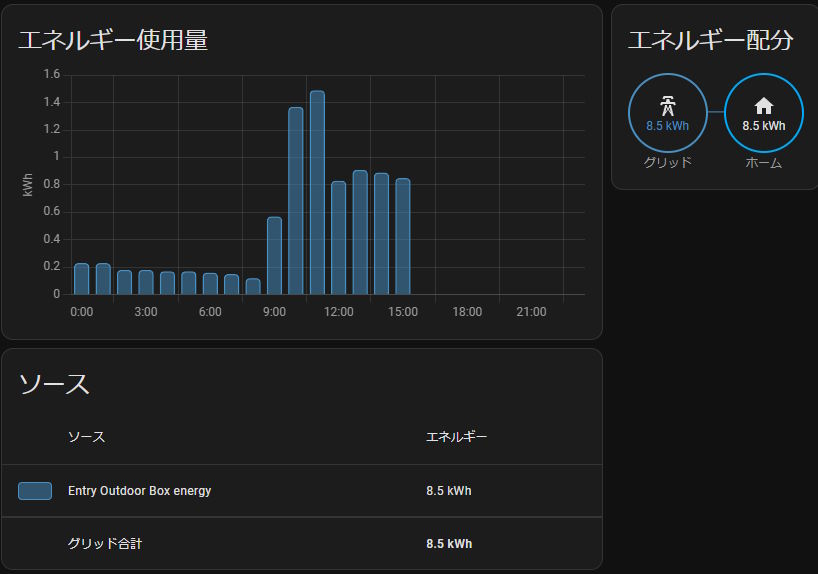 エネルギー使用量
kWh
1.6
1.4
1.2
1
0.8
0.6
0.4
0.2
0
0:00 3:00 6:00 9:00 12:00 15:00 18:00 21:00
エネルギー配分
8.5 kWh 8.5 kWh
グリッド ホーム
ソース
ソース エネルギー
Entry Outdoor Box energy 8.5 kWh
グリッド合計 8.5 kWh